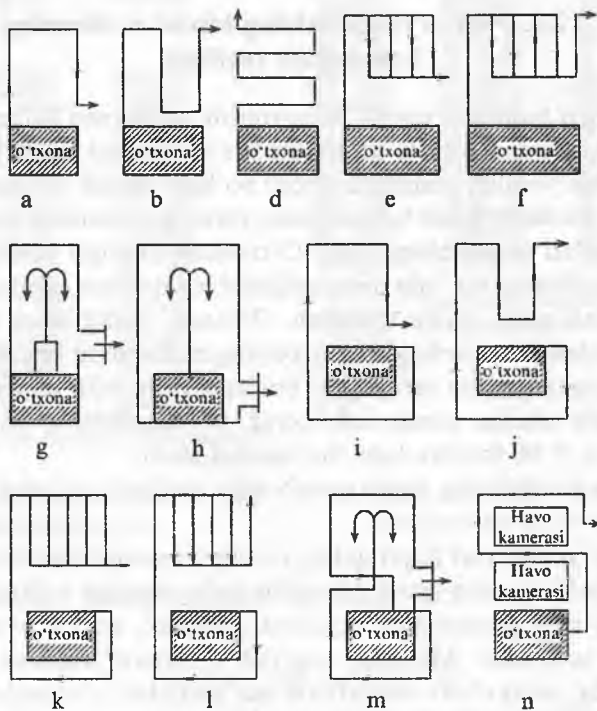 o‘txona o‘txona o‘txona o‘txona o‘txona
a b d e f
o‘txona o‘txona o‘txona o‘txona
g h i j
Havo
kamerasi
Havo
kamerasi
o‘txona o‘txona o‘txona o‘txona
k l m n